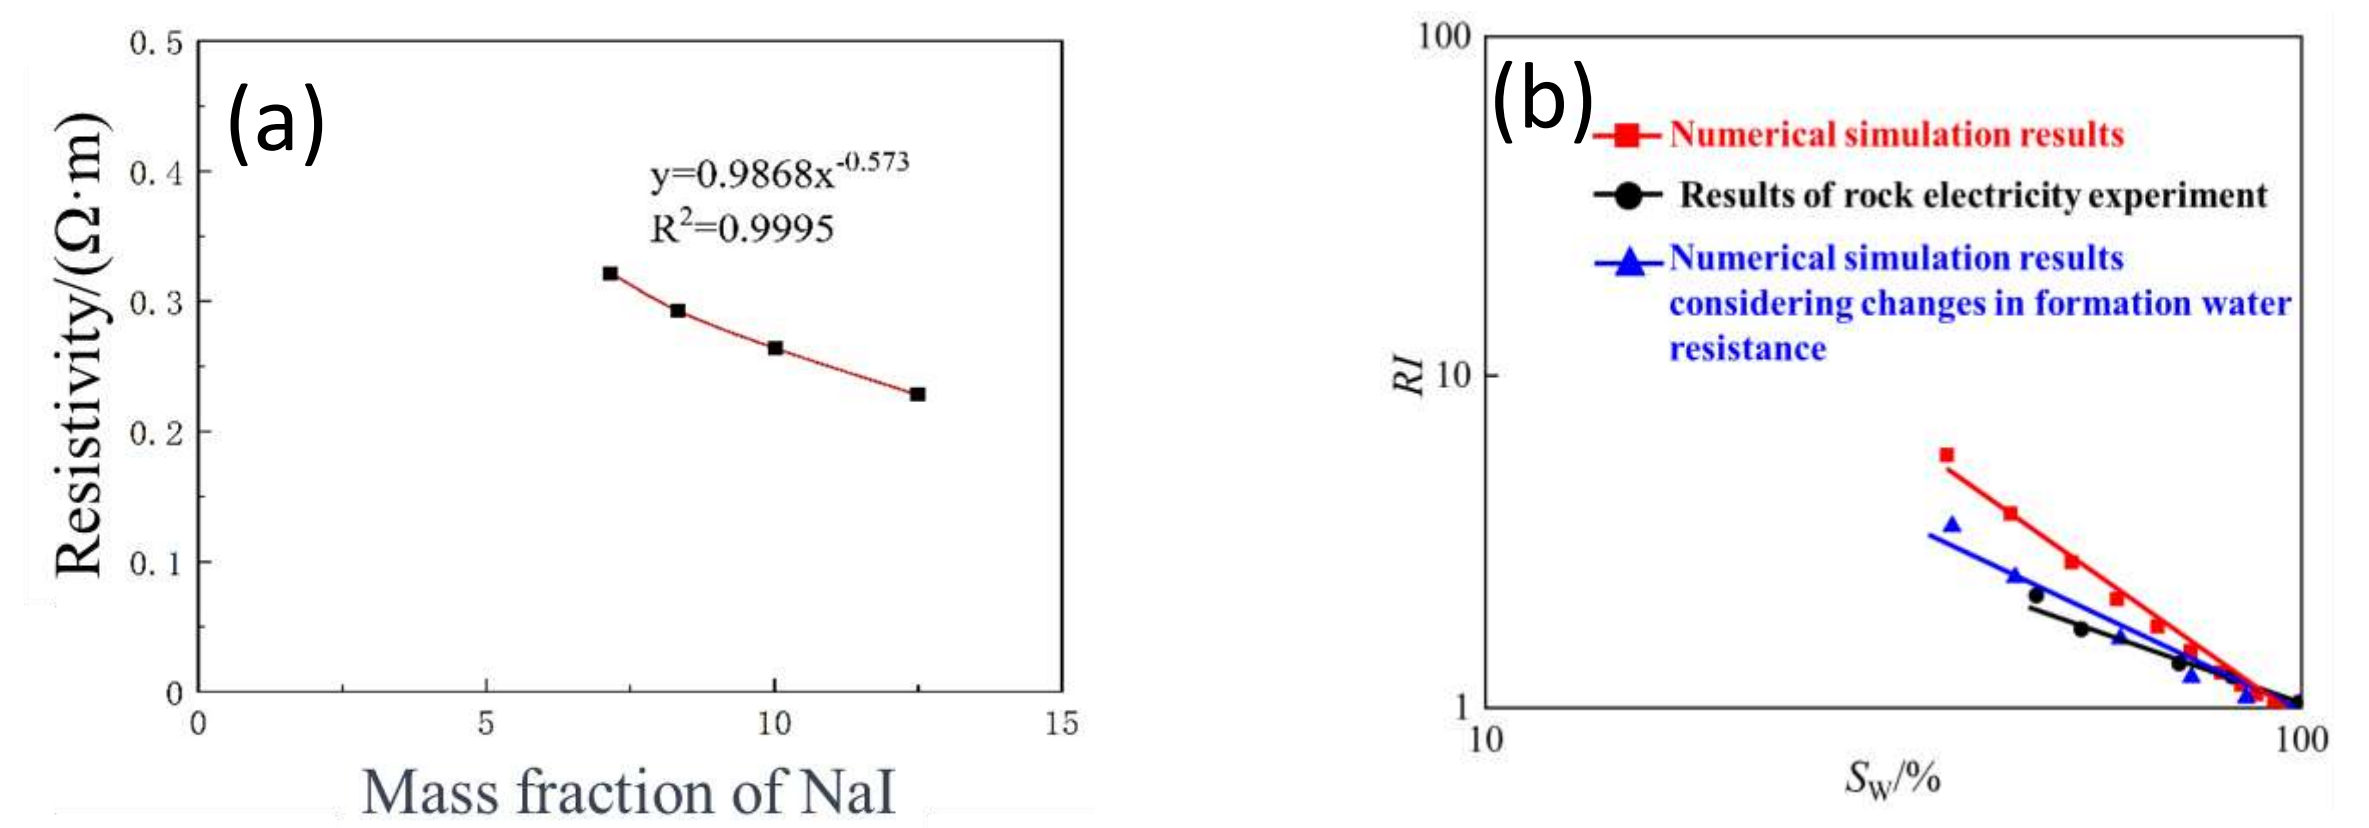 (a)
y=0.9868x^-0.573
R²=0.9995
Resistivity/(Ω·m)
0.5
0.4
0.3
0.2
0.1
0
0 5 10 15
Mass fraction of NaI
(b)
Numerical simulation results
Results of rock electricity experiment
Numerical simulation results
considering changes in formation water
resistance
RI
100
10
1
10 100
Sw/%